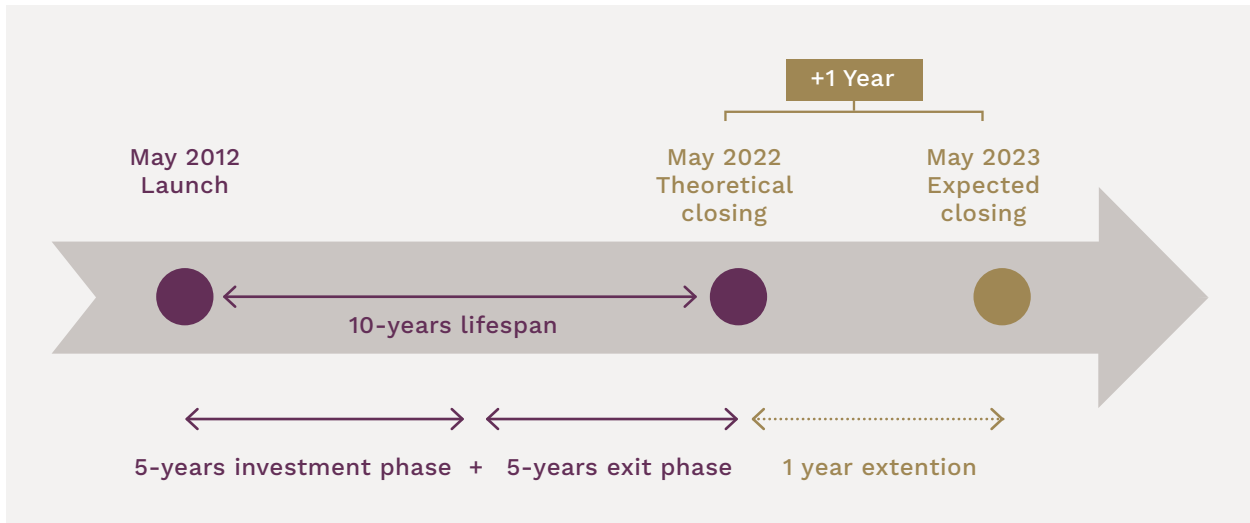 +1 Year
May 2012
Launch
May 2022
Theoretical
closing
May 2023
Expected
closing
10-years lifespan
5-years investment phase + 5-years exit phase
1 year extention